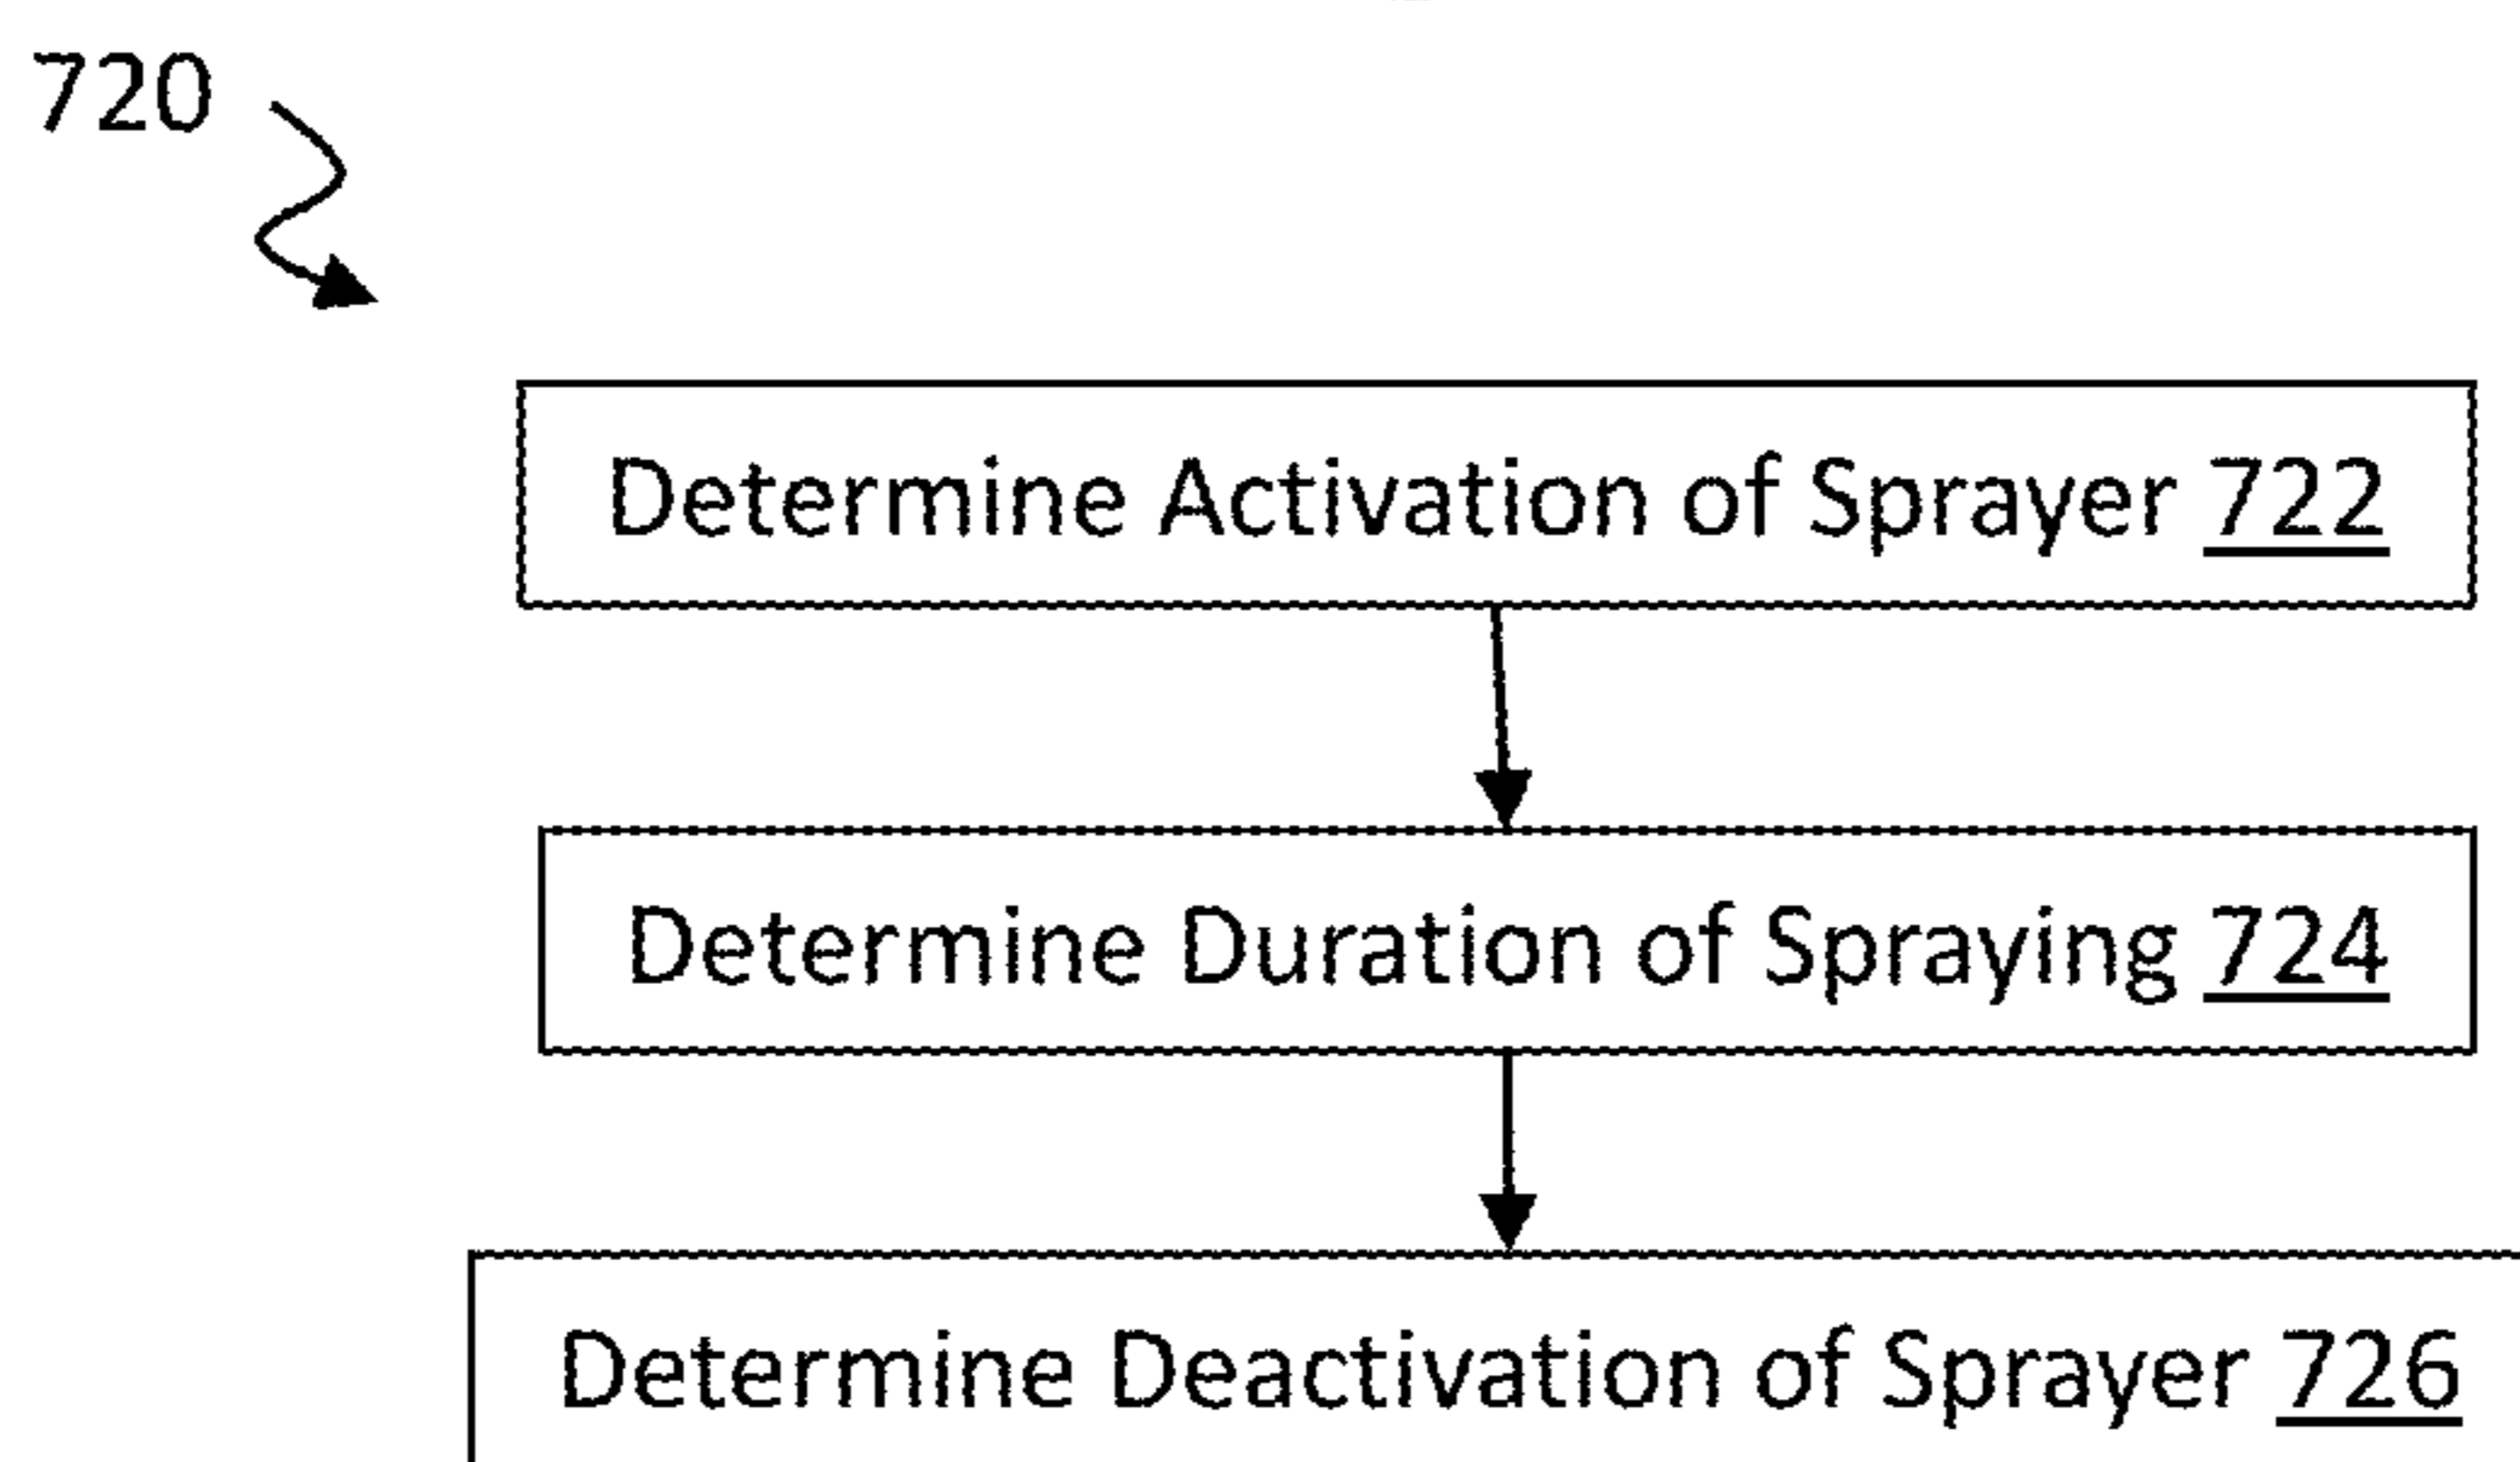 720
Determine Activation of Sprayer 722
Determine Duration of Spraying 724
Determine Deactivation of Sprayer 726